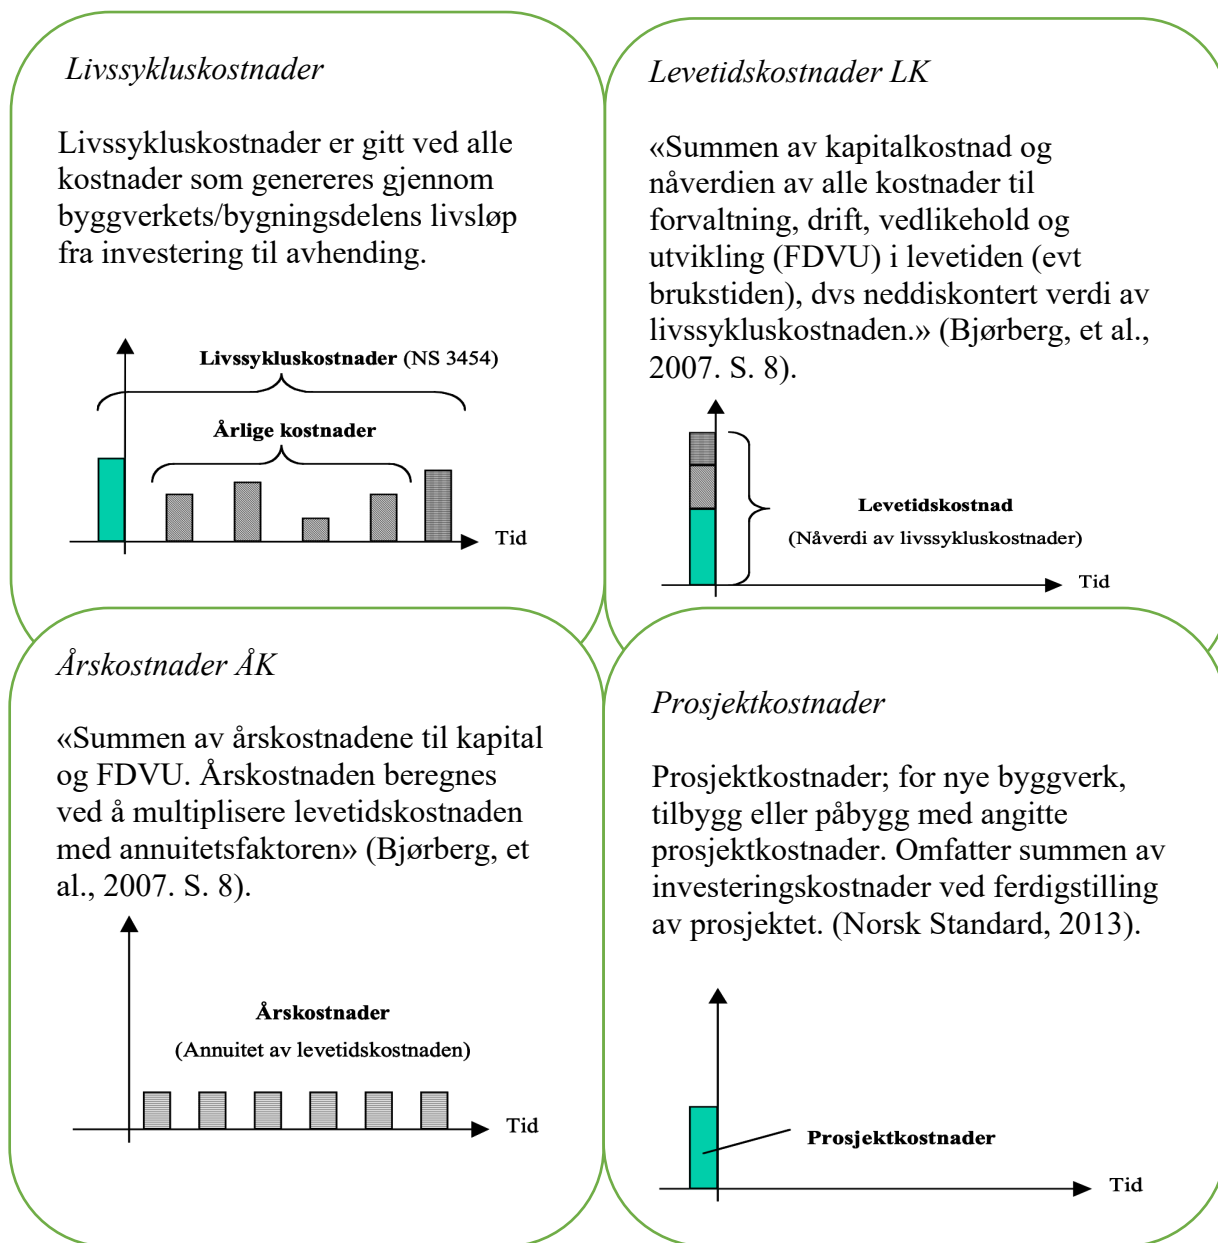 Livssykluskostnader
Livssykluskostnader er gitt ved alle
kostnader som genereres gjennom
byggverkets/bygningsdelens livsløp
fra investering til avhending.
Livssykluskostnader (NS 3454)
Årlige kostnader
Tid
Levetidskostnader LK
«Summen av kapitalkostnad og
nåverdien av alle kostnader til
forvaltning, drift, vedlikehold og
utvikling (FDVU) i levetiden (evt
brukstiden), dvs neddiskontert verdi av
livssykluskostnaden.» (Bjørberg, et al.,
2007. S. 8).
Levetidskostnad
(Nåverdi av livssykluskostnader)
Tid
Årskostnader ÅK
«Summen av årskostnadene til kapital
og FDVU. Årskostnaden beregnes
ved å multiplisere levetidskostnaden
med annuitetsfaktoren» (Bjørberg, et
al., 2007. S. 8).
Årskostnader
(Annuitet av levetidskostnaden)
Tid
Prosjektkostnader
Prosjektkostnader; for nye byggverk,
tilbygg eller påbygg med angitte
prosjektkostnader. Omfatter summen av
investeringskostnader ved ferdigstilling
av prosjektet. (Norsk Standard, 2013).
Prosjektkostnader
Tid